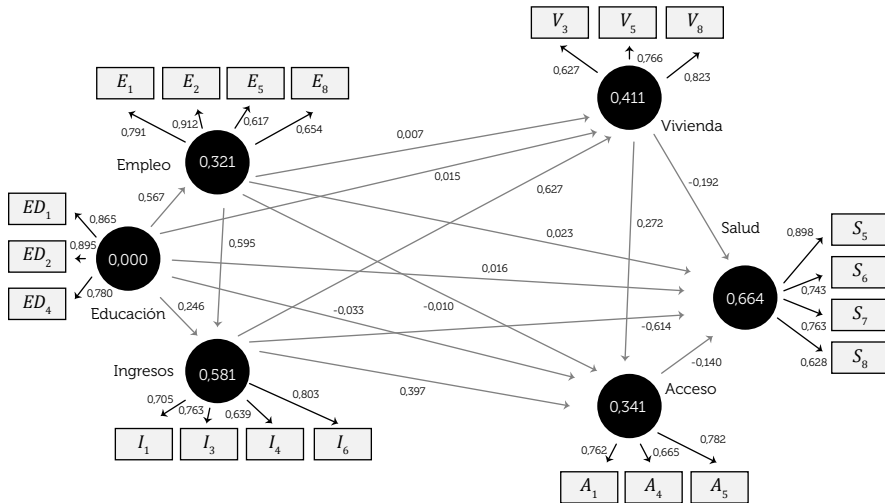 V3 V5 V8
0,627 0,766 0,823
0,411
Vivienda
E1 E2 E5 E8
0,791 0,912 0,617 0,654
0,321
Empleo
0,007
0,015
0,627
-0,192
0,567
0,595
0,023
0,272
Salud
ED1
ED2
ED4
0,865
0,895
0,780
0,000
Educación
0,016
0,246
-0,033
-0,010
-0,614
0,664
0,898
0,743
0,763
0,628
S5
S6
S7
S8
Ingresos
0,581
0,397
-0,140
0,705 0,763 0,639 0,803
I1 I3 I4 I6
0,341
Acceso
0,762 0,665 0,782
A1 A4 A5